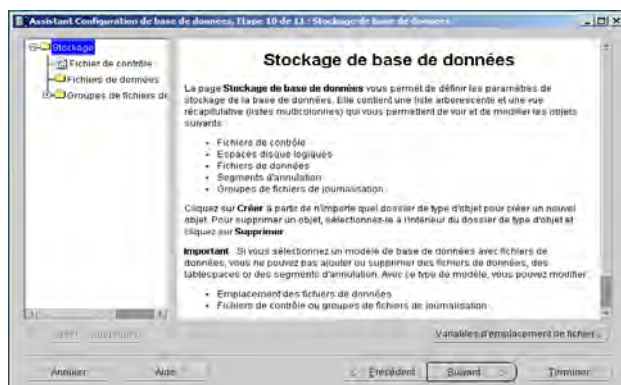 Assistant Configuration de base de données, Etape 10 de 11 : Stockage de base de données
Stockage
Fichier de contrôle
Fichiers de données
Groupes de fichiers de
Stockage de base de données
La page Stockage de base de données vous permet de définir les paramètres de
stockage de la base de données. Elle contient une liste arborescente et une vue
récapitulative (listes multicolonnes) qui vous permettent de voir et de modifier les objets
suivants :
Fichiers de contrôle
Espaces disque logiques
Fichiers de données
Segments d'annulation
Groupes de fichiers de journalisation
Cliquez sur Créer à partir de n'importe quel dossier de type d'objet pour créer un nouvel
objet. Pour supprimer un objet, sélectionnez-le à l'intérieur du dossier de type d'objet et
cliquez sur Supprimer.
Important : Si vous sélectionnez un modèle de base de données avec fichiers de
données, vous ne pouvez pas ajouter ou supprimer des fichiers de données, des
tablespaces or des segments d'annulation. Avec ce type de modèle, vous pouvez modifier
Emplacement des fichiers de données
Fichiers de contrôle ou groupes de fichiers de journalisation
Créer Supprimer
Variables d'emplacement de fichier...
Annuler Aide Précédent Suivant Terminer